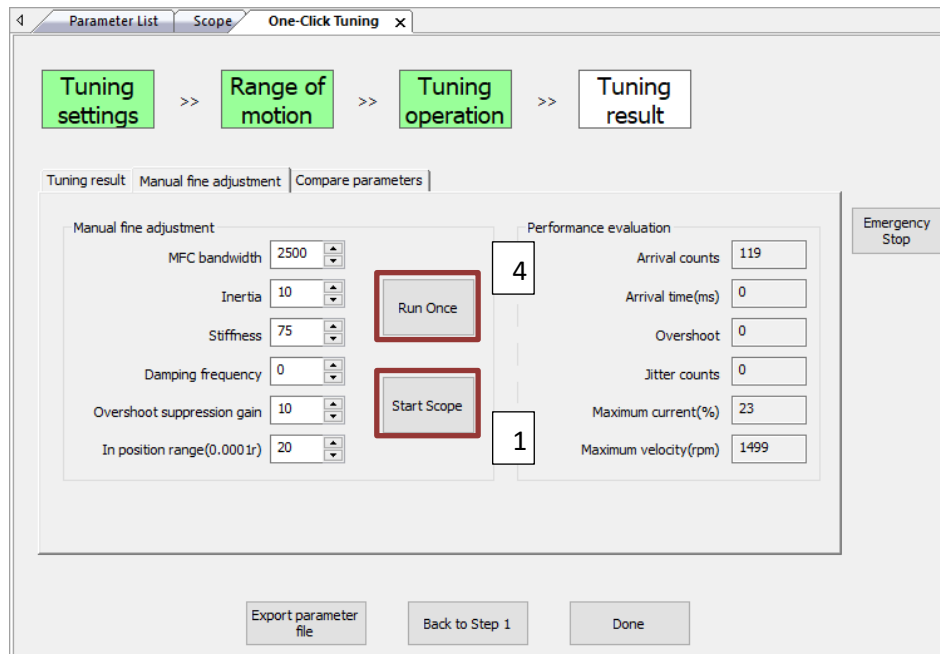 Parameter List
Scope
One-Click Tuning x
Tuning settings
>>
Range of motion
>>
Tuning operation
>>
Tuning result
Tuning result
Manual fine adjustment
Compare parameters
Manual fine adjustment
MFC bandwidth 2500
Inertia 10
Stiffness 75
Damping frequency 0
Overshoot suppression gain 10
In position range(0.0001r) 20
Run Once
4
Start Scope
1
Performance evaluation
Arrival counts 119
Arrival time(ms) 0
Overshoot 0
Jitter counts 0
Maximum current(%) 23
Maximum velocity(rpm) 1499
Emergency
Stop
Export parameter
file
Back to Step 1
Done